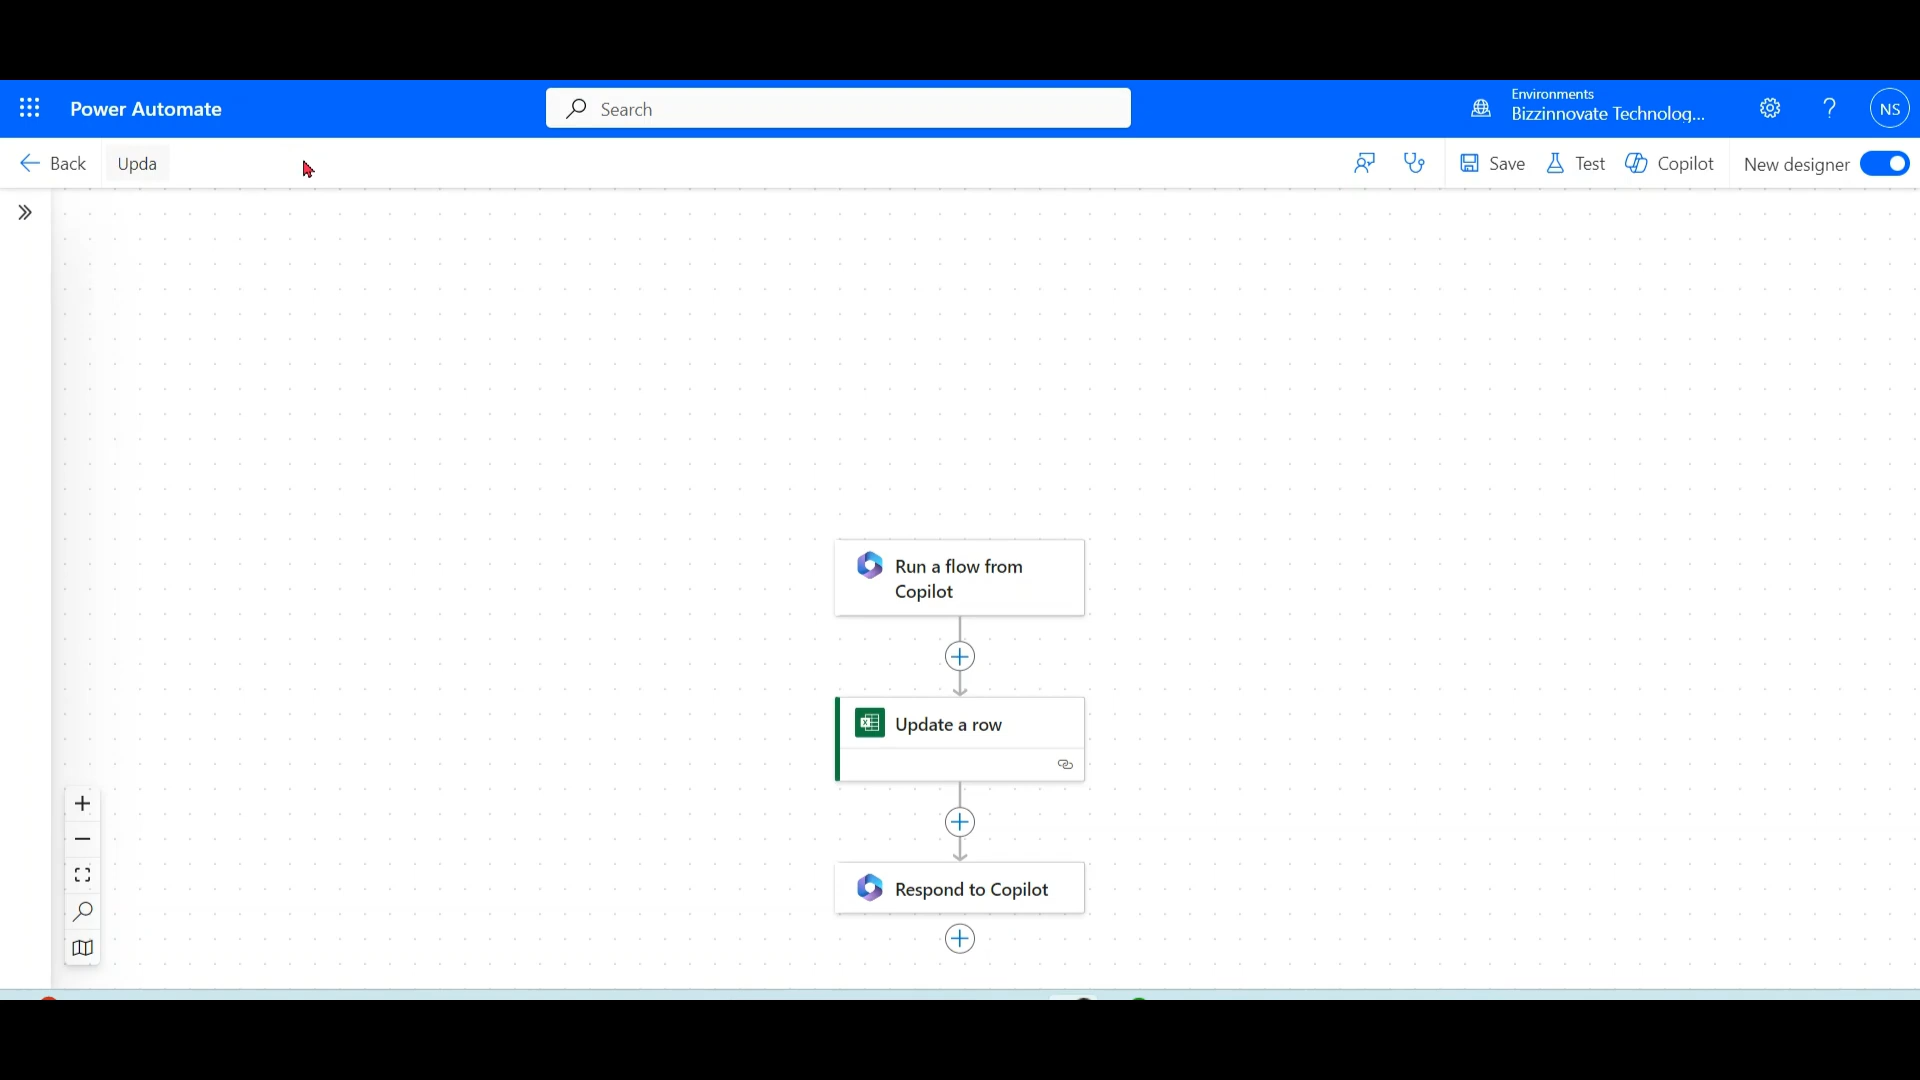 Power Automate
Search
Environments
Bizzinnovate Technolog...
?
NS
Back
Upda
Save
Test
Copilot
New designer
Run a flow from
Copilot
Update a row
Respond to Copilot